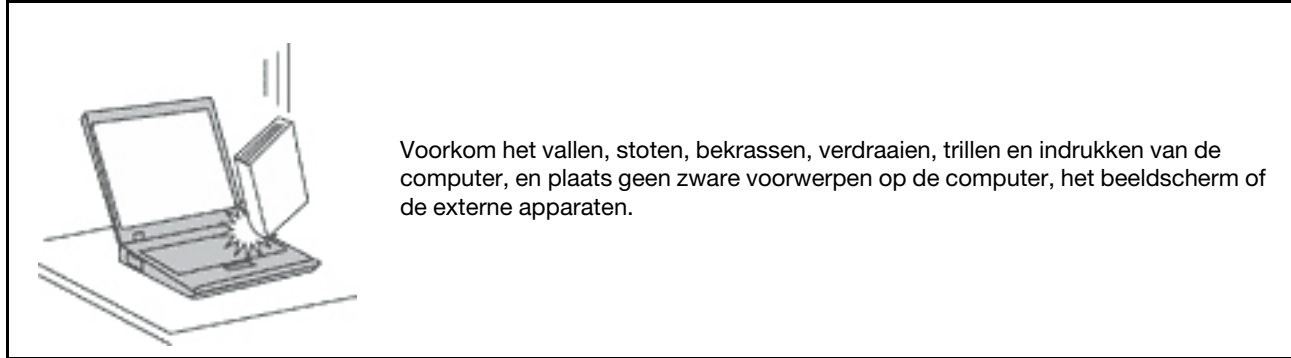 Voorkom het vallen, stoten, bekrassen, verdraaien, trillen en indrukken van de
computer, en plaats geen zware voorwerpen op de computer, het beeldscherm of
de externe apparaten.